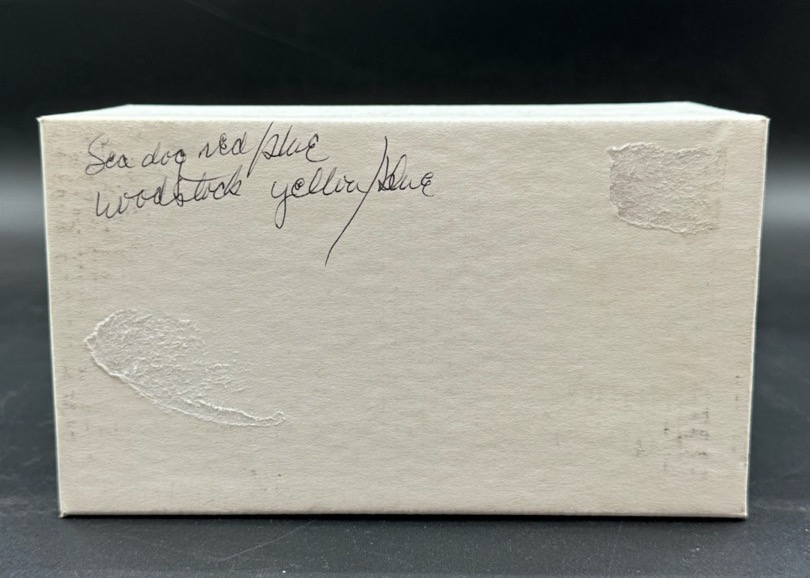 Sea dog red/blue
woodstock yellow/blue